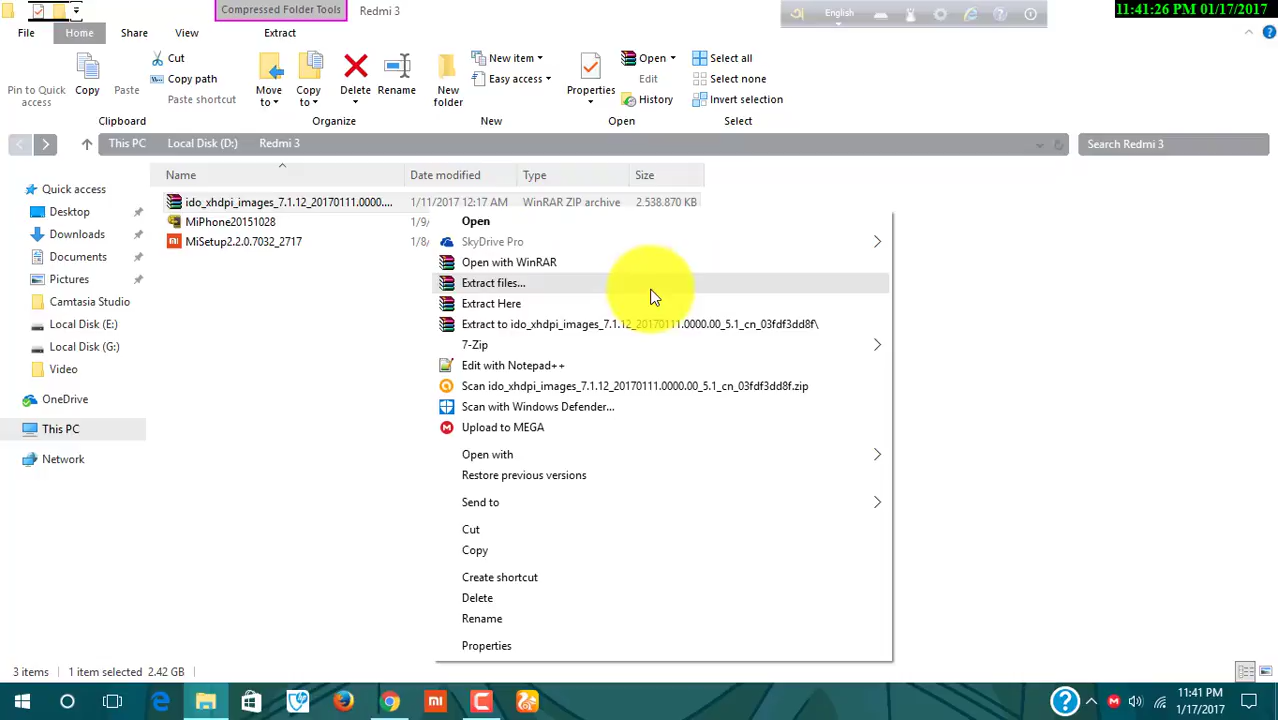 Compressed Folder Tools
Redmi 3
English
11:41:26 PM 01/17/2017
File
Home
Share
View
Extract
Pin to Quick access
Copy
Paste
Cut
Copy path
Paste shortcut
Clipboard
Move to
Copy to
Delete
Rename
Organize
New folder
New item
Easy access
New
Properties
Open
Edit
History
Open
Select all
Select none
Invert selection
Select
This PC
Local Disk (D:)
Redmi 3
Search Redmi 3
Name
Date modified
Type
Size
ido_xhdpi_images_7.1.12_20170111.0000.... 1/11/2017 12:17 AM WinRAR ZIP archive 2.538.870 KB
MiPhone20151028 1/9/
MiSetup2.2.0.7032_2717 1/8/
Quick access
Desktop
Downloads
Documents
Pictures
Camtasia Studio
Local Disk (E:)
Local Disk (G:)
Video
OneDrive
This PC
Network
Open
SkyDrive Pro
Open with WinRAR
Extract files...
Extract Here
Extract to ido_xhdpi_images_7.1.12_20170111.0000.00_5.1_cn_03fdf3dd8f\
7-Zip
Edit with Notepad++
Scan ido_xhdpi_images_7.1.12_20170111.0000.00_5.1_cn_03fdf3dd8f.zip
Scan with Windows Defender...
Upload to MEGA
Open with
Restore previous versions
Send to
Cut
Copy
Create shortcut
Delete
Rename
Properties
3 items
1 item selected 2.42 GB
11:41 PM
1/17/2017